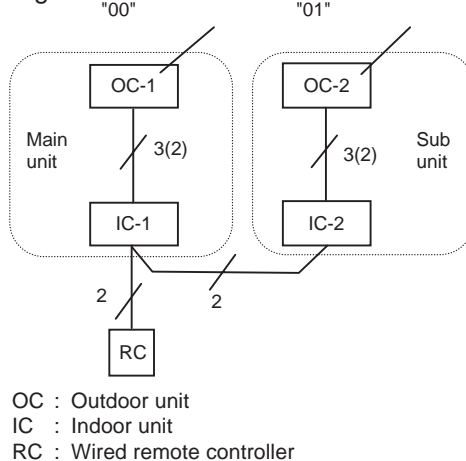 "00" "01"
OC-1 OC-2
Main unit 3(2) 3(2) Sub unit
IC-1 IC-2
2 2
RC
OC : Outdoor unit
IC : Indoor unit
RC : Wired remote controller